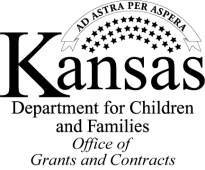 AD ASTRA PER ASPERA
Kansas
Department for Children
and Families
Office of
Grants and Contracts